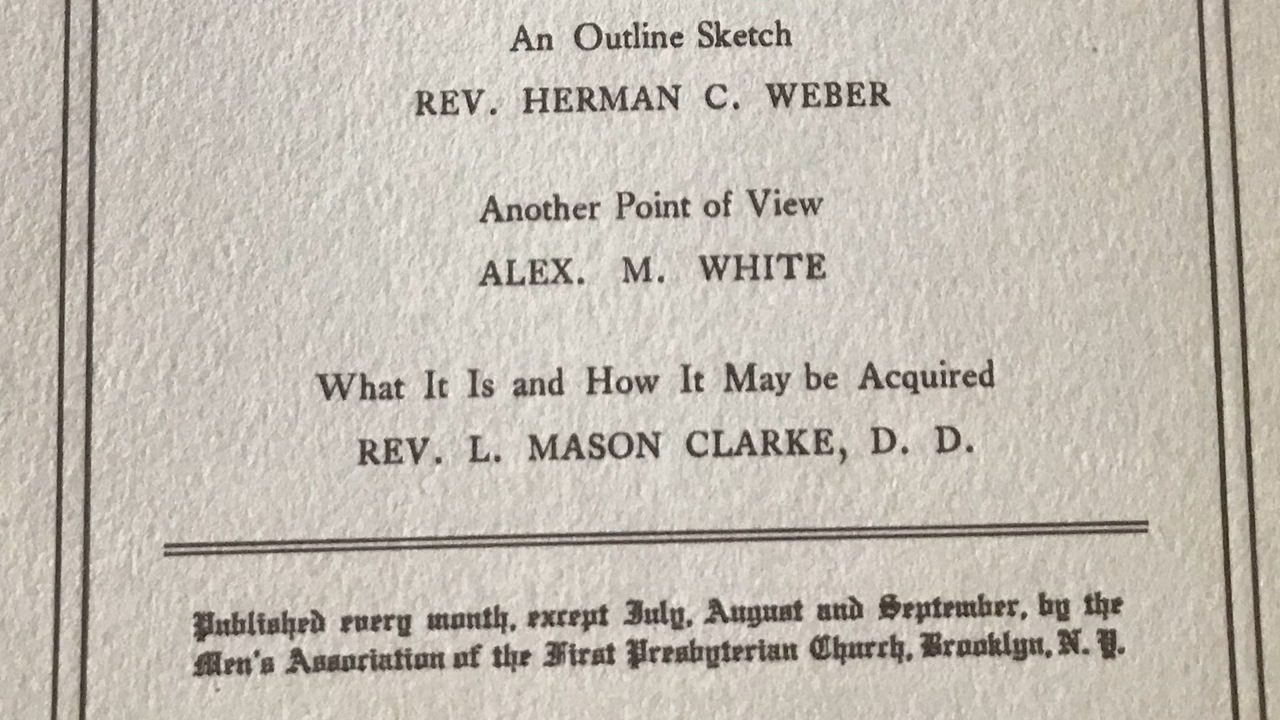 An Outline Sketch
REV. HERMAN C. WEBER
Another Point of View
ALEX. M. WHITE
What It Is and How It May be Acquired
REV. L. MASON CLARKE, D. D.
Published every month, except July, August and September, by the
Men's Association of the First Presbyterian Church, Brooklyn, N. Y.